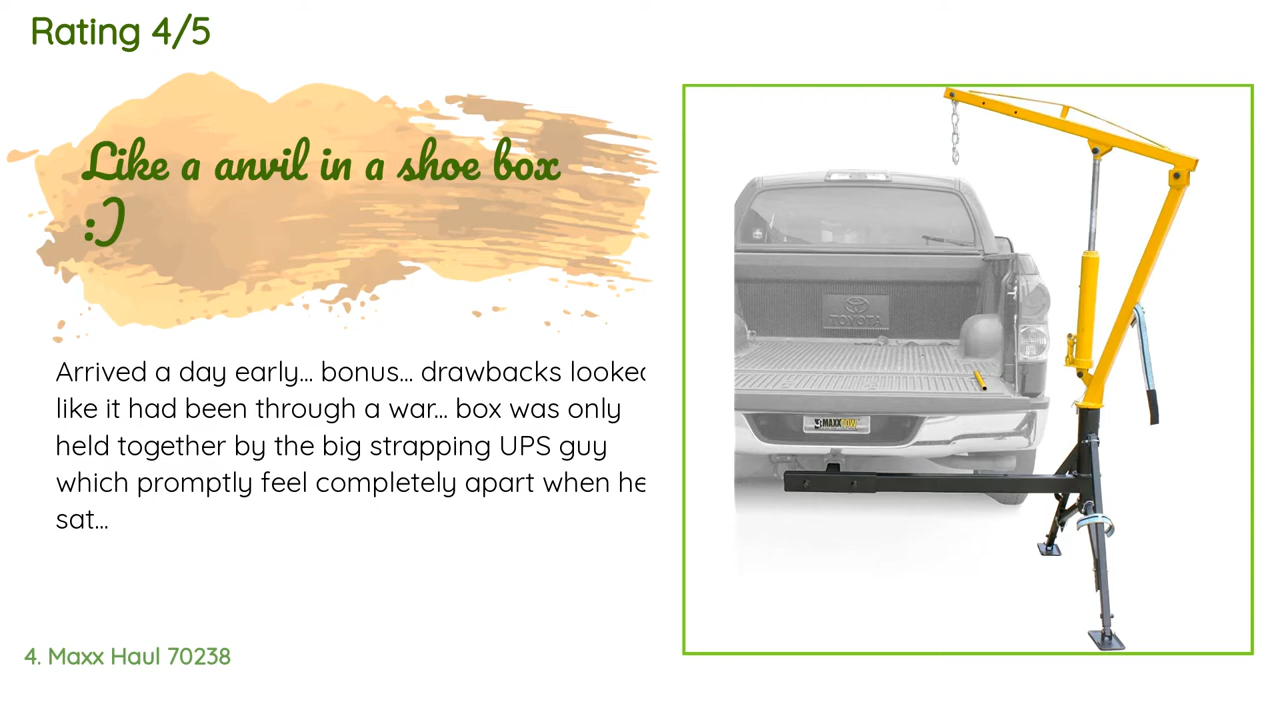 Rating 4/5
Like a anvil in a shoe box
:)
Arrived a day early... bonus... drawbacks looked
like it had been through a war... box was only
held together by the big strapping UPS guy
which promptly feel completely apart when he
sat...
TOYOTA
MAXXTOW
4. Maxx Haul 70238